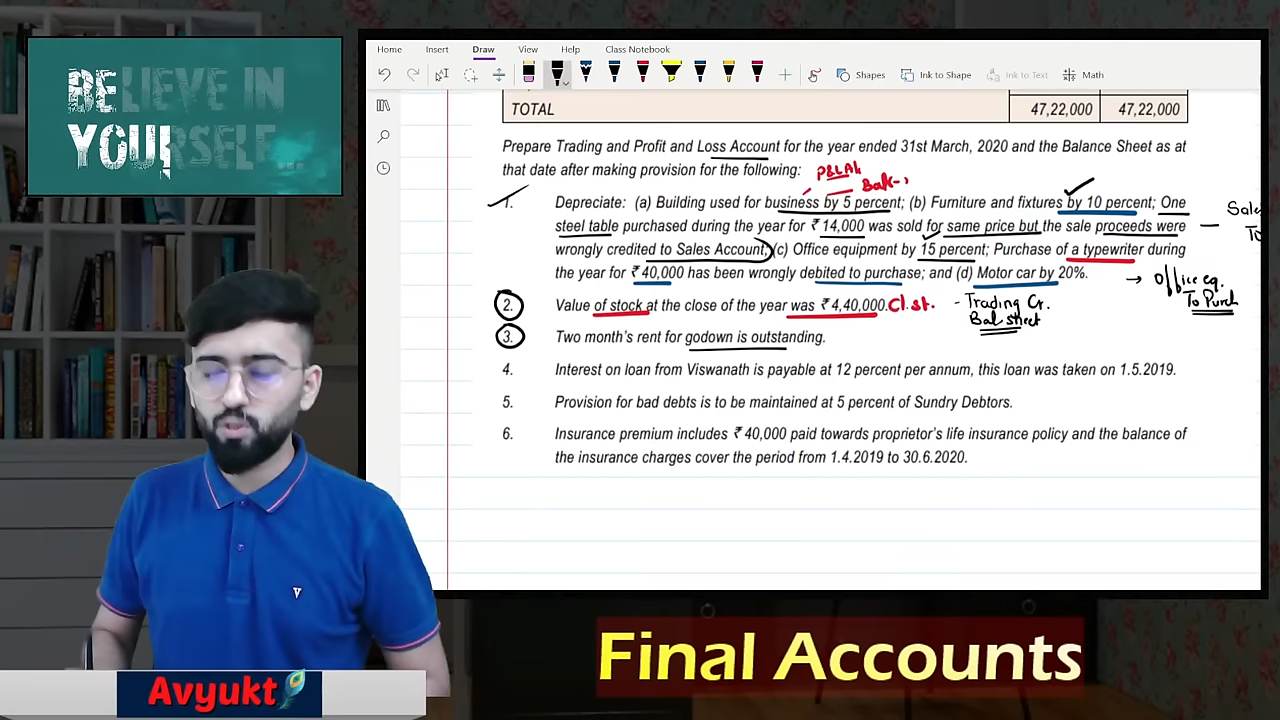 BELIEVE IN
YOURSELF...
Home Insert Draw View Help Class Notebook
Shapes Ink to Shape Ink to Text Math
TOTAL 47,22,000 47,22,000
Prepare Trading and Profit and Loss Account for the year ended 31st March, 2020 and the Balance Sheet as at
that date after making provision for the following:
P&L A/c
1. Depreciate: (a) Building used for business by 5 percent; (b) Furniture and fixtures by 10 percent; One
steel table purchased during the year for ₹ 14,000 was sold for same price but the sale proceeds were
wrongly credited to Sales Account; (c) Office equipment by 15 percent; Purchase of a typewriter during
the year for ₹ 40,000 has been wrongly debited to purchase; and (d) Motor car by 20%.
Sale
To
→ Office eq.
To Purch
2. Value of stock at the close of the year was ₹ 4,40,000. Cl. st. - Trading Cr.
Bal sheet
3. Two month's rent for godown is outstanding.
4. Interest on loan from Viswanath is payable at 12 percent per annum, this loan was taken on 1.5.2019.
5. Provision for bad debts is to be maintained at 5 percent of Sundry Debtors.
6. Insurance premium includes ₹ 40,000 paid towards proprietor's life insurance policy and the balance of
the insurance charges cover the period from 1.4.2019 to 30.6.2020.
Final Accounts
Avyukt